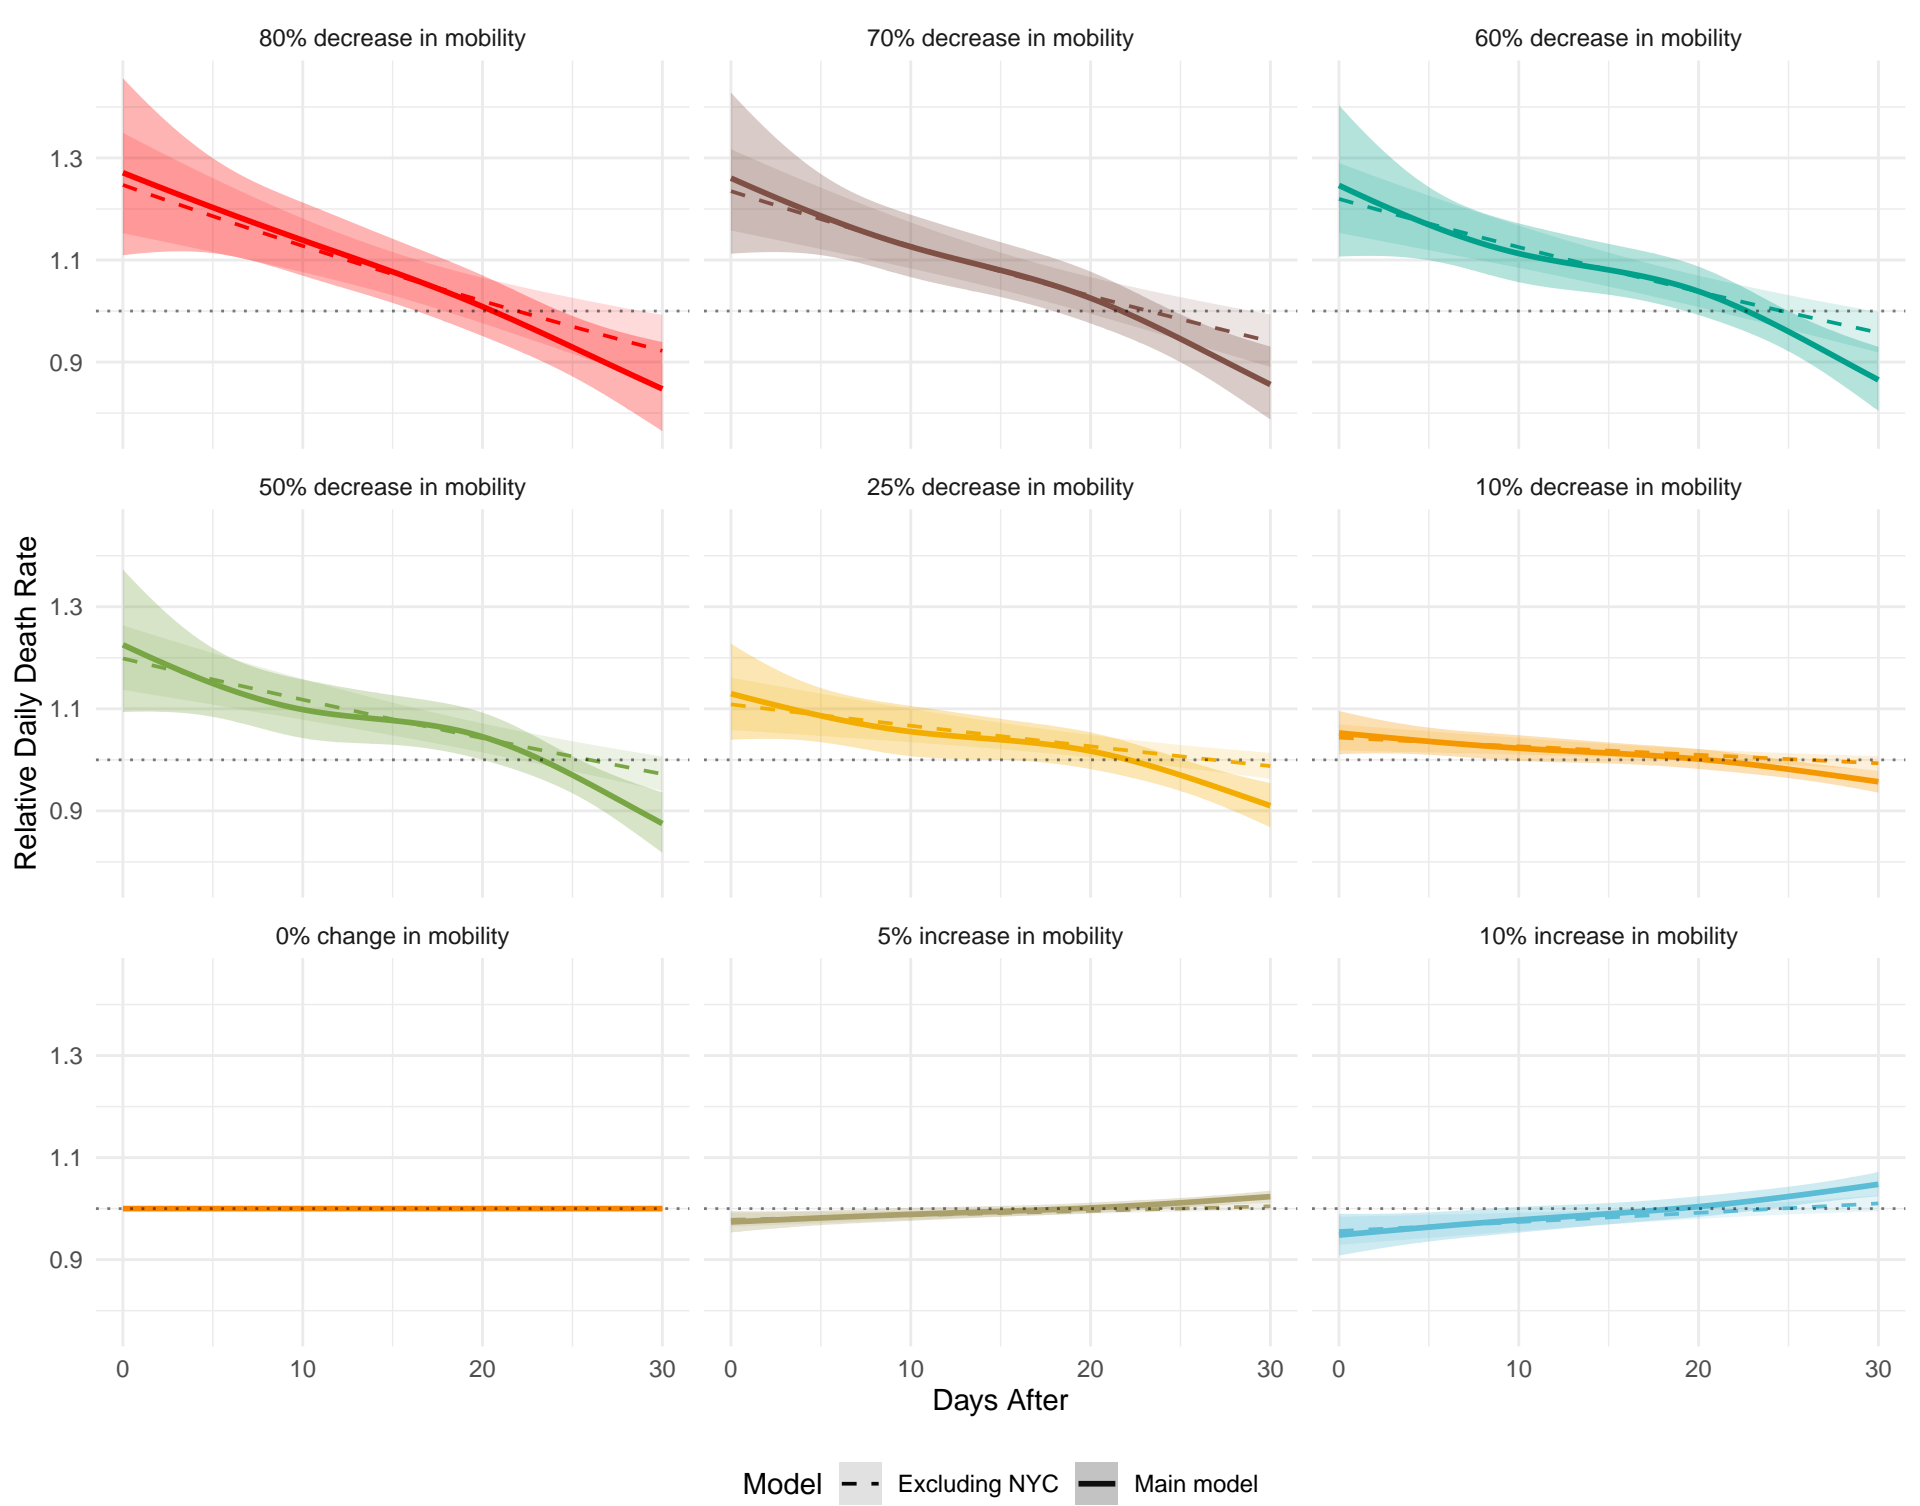 80% decrease in mobility
70% decrease in mobility
60% decrease in mobility
1.3
1.1
0.9
50% decrease in mobility
25% decrease in mobility
10% decrease in mobility
Relative Daily Death Rate
1.3
1.1
0.9
0% change in mobility
5% increase in mobility
10% increase in mobility
1.3
1.1
0.9
0 10 20 30
0 10 20 30
0 10 20 30
Days After
Model Excluding NYC Main model